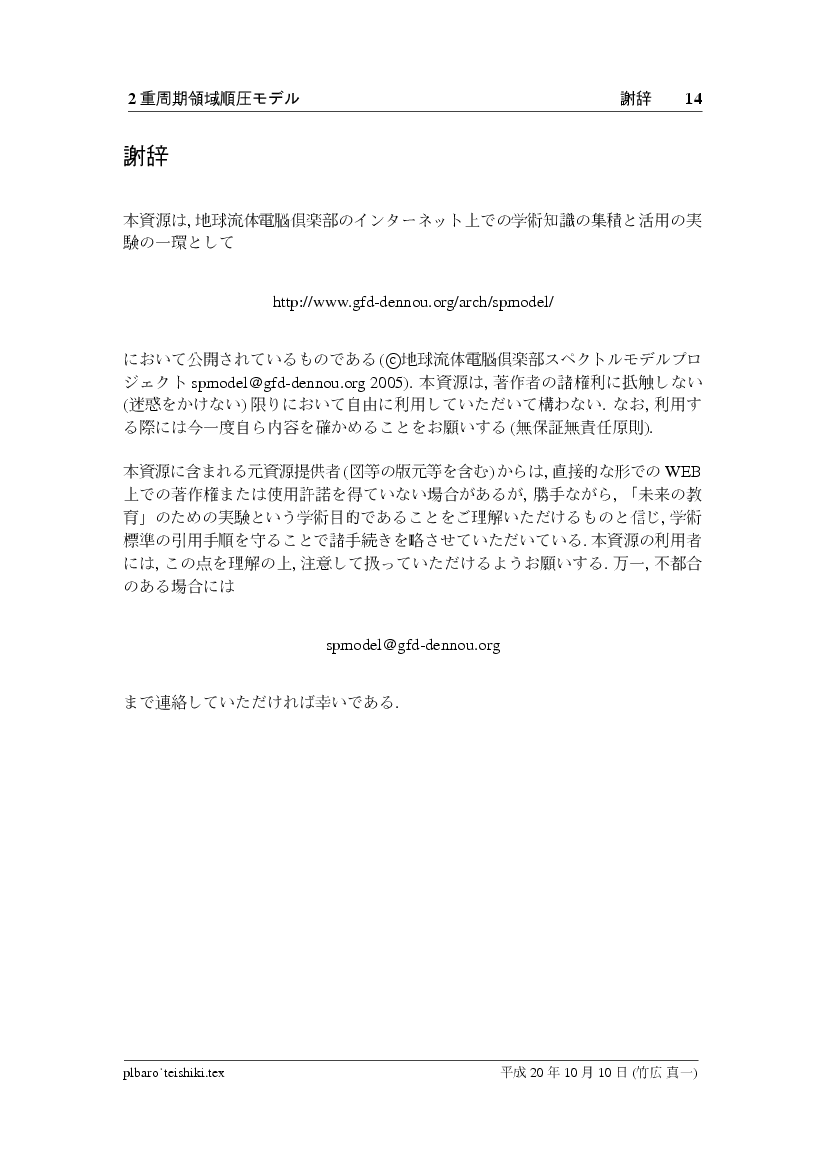 2 重周期領域順圧モデル 謝辞 14
謝辞
本資源は, 地球流体電脳倶楽部のインターネット上での学術知識の集積と活用の実
験の一環として
http://www.gfd-dennou.org/arch/spmodel/
において公開されているものである (©地球流体電脳倶楽部スペクトルモデルプロ
ジェクト spmodel@gfd-dennou.org 2005). 本資源は, 著作者の諸権利に抵触しない
(迷惑をかけない) 限りにおいて自由に利用していただいて構わない. なお, 利用す
る際には今一度自ら内容を確かめることをお願いする (無保証無責任原則).
本資源に含まれる元資源提供者 (図等の版元等を含む) からは, 直接的な形での WEB
上での著作権または使用許諾を得ていない場合があるが, 勝手ながら, 「未来の教
育」のための実験という学術目的であることをご理解いただけるものと信じ, 学術
標準の引用手順を守ることで諸手続きを略させていただいている. 本資源の利用者
には, この点を理解の上, 注意して扱っていただけるようお願いする. 万一, 不都合
のある場合には
spmodel@gfd-dennou.org
まで連絡していただければ幸いである.
plbaro˙teishiki.tex 平成 20 年 10 月 10 日 (竹広 真一)